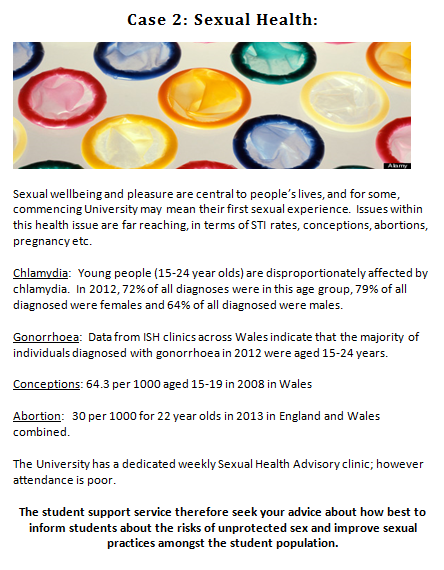 Case 2: Sexual Health:
Alamy
Sexual wellbeing and pleasure are central to people's lives, and for some,
commencing University may mean their first sexual experience. Issues within
this health issue are far reaching, in terms of STI rates, conceptions, abortions,
pregnancy etc.
Chlamydia: Young people (15-24 year olds) are disproportionately affected by
chlamydia. In 2012, 72% of all diagnoses were in this age group, 79% of all
diagnosed were females and 64% of all diagnosed were males.
Gonorrhoea: Data from ISH clinics across Wales indicate that the majority of
individuals diagnosed with gonorrhoea in 2012 were aged 15-24 years.
Conceptions: 64.3 per 1000 aged 15-19 in 2008 in Wales
Abortion: 30 per 1000 for 22 year olds in 2013 in England and Wales
combined.
The University has a dedicated weekly Sexual Health Advisory clinic; however
attendance is poor.
The student support service therefore seek your advice about how best to
inform students about the risks of unprotected sex and improve sexual
practices amongst the student population.